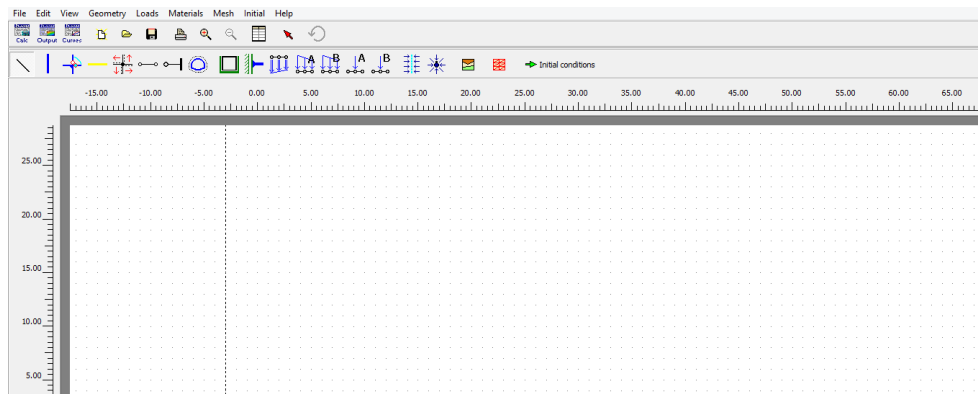 File Edit View Geometry Loads Materials Mesh Initial Help
Calc Output Curves
A B A B Initial conditions
-15.00 -10.00 -5.00 0.00 5.00 10.00 15.00 20.00 25.00 30.00 35.00 40.00 45.00 50.00 55.00 60.00 65.00
25.00
20.00
15.00
10.00
5.00